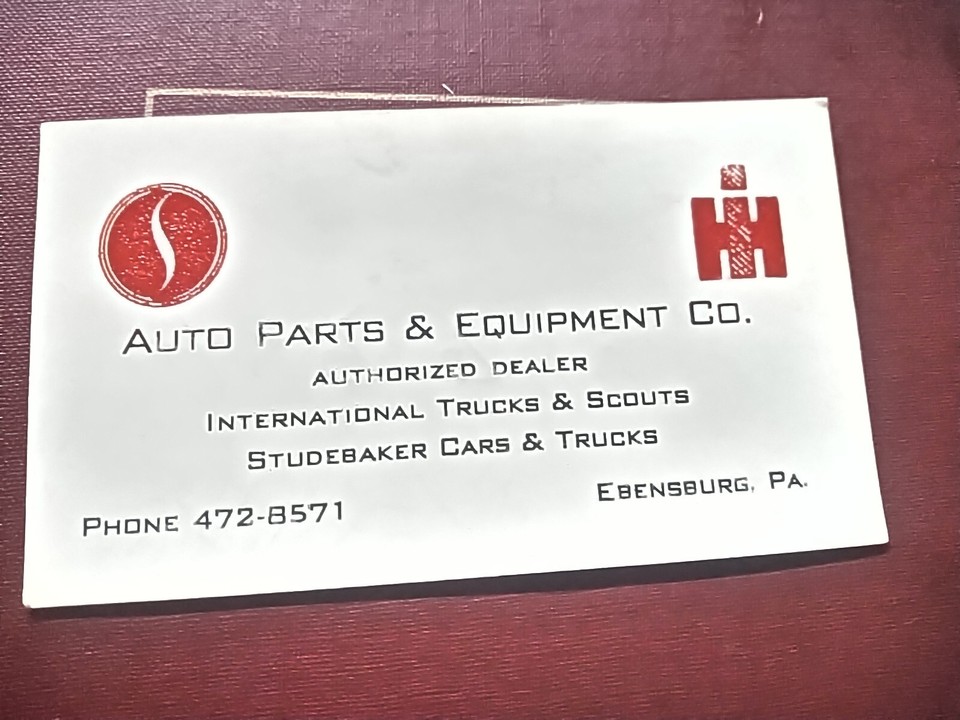 AUTO PARTS & EQUIPMENT CO.
AUTHORIZED DEALER
INTERNATIONAL TRUCKS & SCOUTS
STUDEBAKER CARS & TRUCKS
EBENSBURG, PA.
PHONE 472-8571